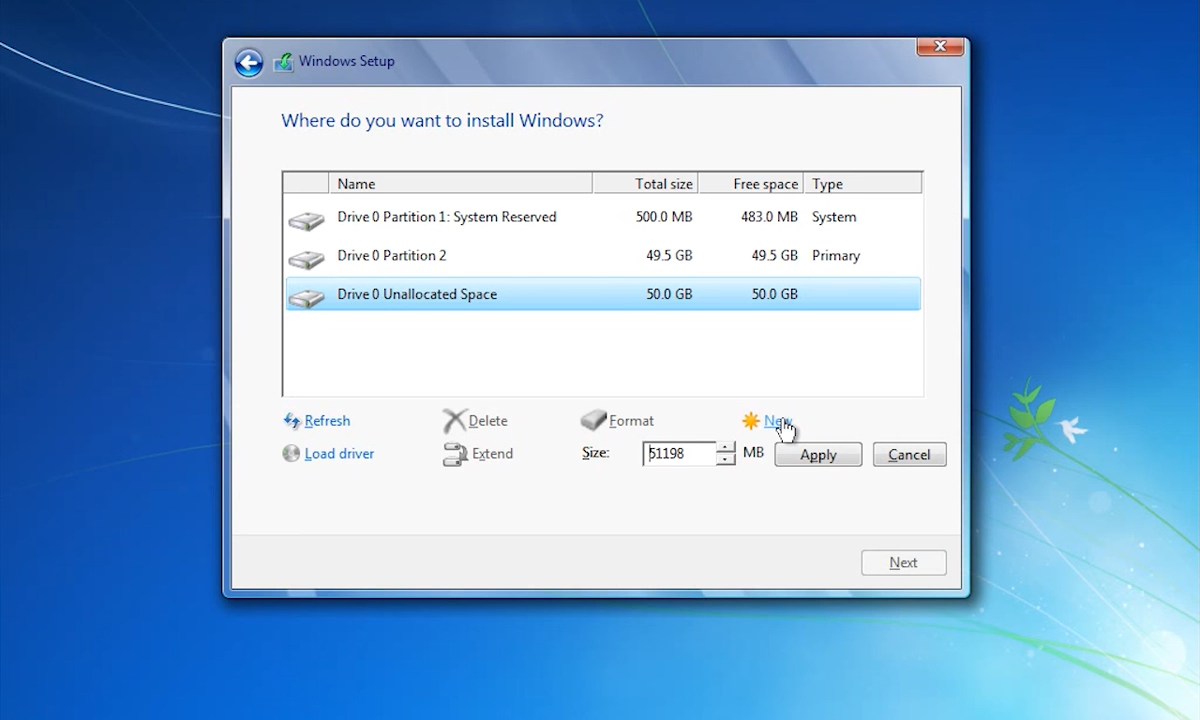 Windows Setup
Where do you want to install Windows?
Name Total size Free space Type
Drive 0 Partition 1: System Reserved 500.0 MB 483.0 MB System
Drive 0 Partition 2 49.5 GB 49.5 GB Primary
Drive 0 Unallocated Space 50.0 GB 50.0 GB
Refresh Delete Format New
Load driver Extend Size: 51198 MB Apply Cancel
Next